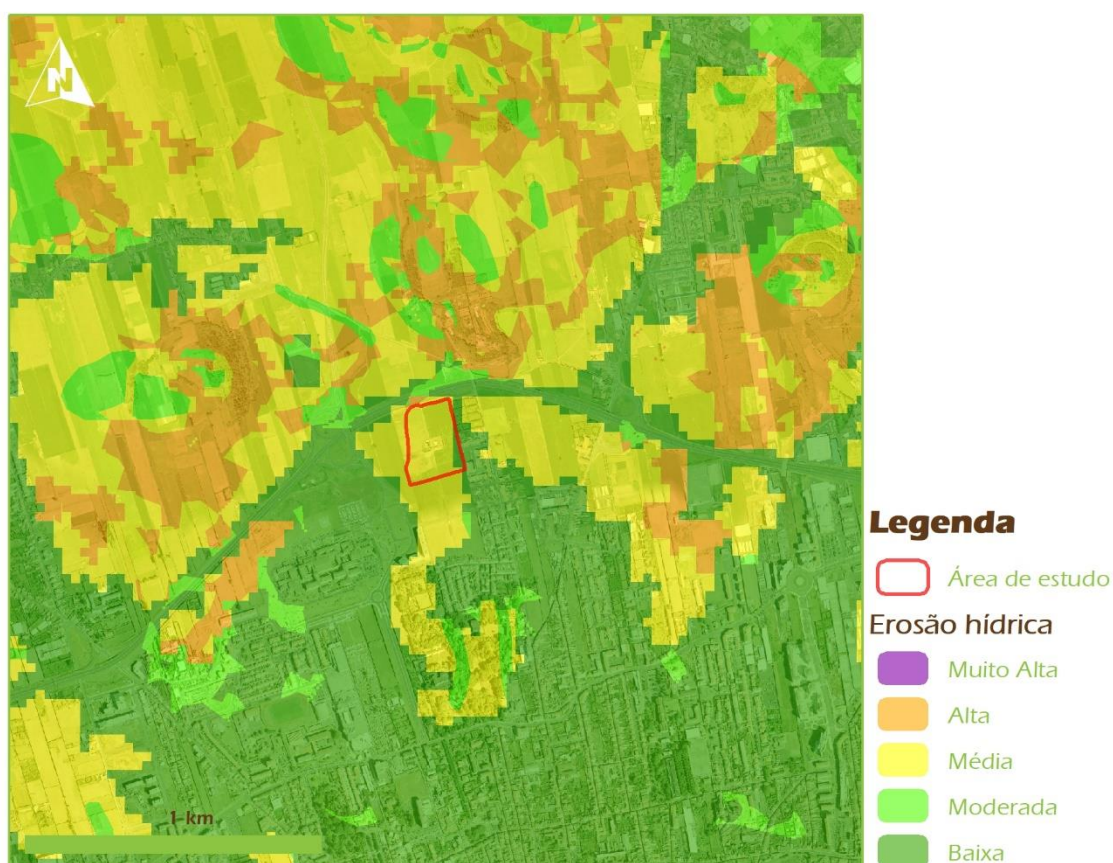 N
1 km
Legenda
Área de estudo
Erosão hídrica
Muito Alta
Alta
Média
Moderada
Baixa